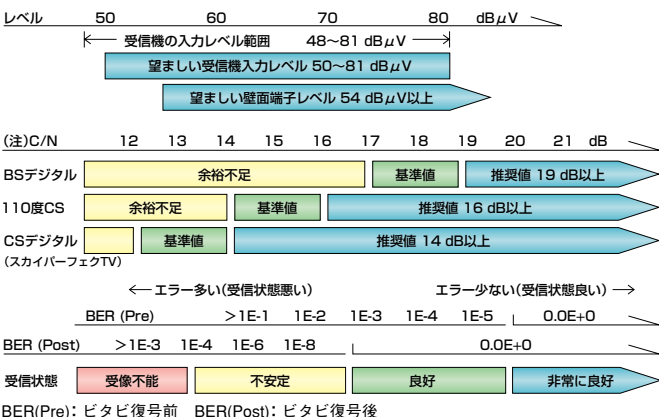 レベル 50 60 70 80 dBμV
受信機の入力レベル範囲 48~81 dBμV
望ましい受信機入力レベル 50~81 dBμV
望ましい壁面端子レベル 54 dBμV以上
(注)C/N 12 13 14 15 16 17 18 19 20 21 dB
BSデジタル 余裕不足 基準値 推奨値 19 dB以上
110度CS 余裕不足 基準値 推奨値 16 dB以上
CSデジタル 基準値 推奨値 14 dB以上
(スカイパーフェクTV)
←エラー多い(受信状態悪い) エラー少ない(受信状態良い)→
BER (Pre) >1E-1 1E-2 1E-3 1E-4 1E-5 0.0E+0
BER (Post) >1E-3 1E-4 1E-6 1E-8 0.0E+0
受信状態 受像不能 不安定 良好 非常に良好
BER(Pre):ビタビ復号前 BER(Post):ビタビ復号後